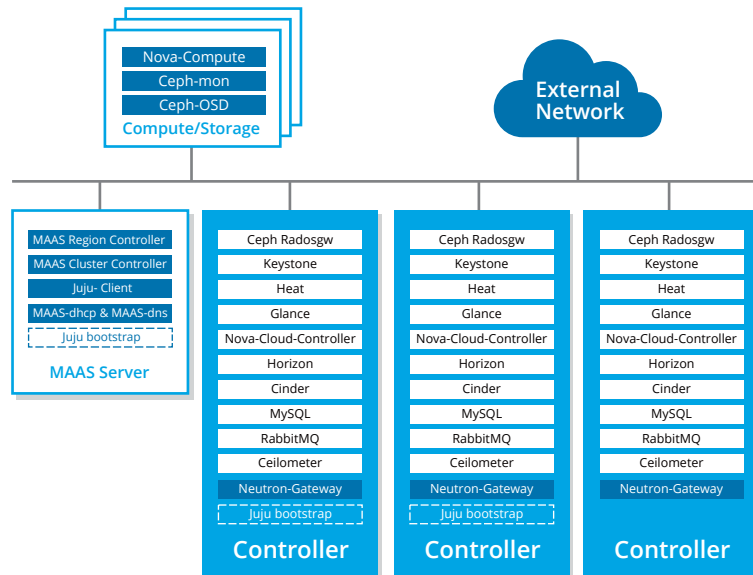 Nova-Compute
Ceph-mon
Ceph-OSD
Compute/Storage
External
Network
MAAS Region Controller
MAAS Cluster Controller
Juju- Client
MAAS-dhcp & MAAS-dns
Juju bootstrap
MAAS Server
Ceph Radosgw
Keystone
Heat
Glance
Nova-Cloud-Controller
Horizon
Cinder
MySQL
RabbitMQ
Ceilometer
Neutron-Gateway
Juju bootstrap
Controller
Ceph Radosgw
Keystone
Heat
Glance
Nova-Cloud-Controller
Horizon
Cinder
MySQL
RabbitMQ
Ceilometer
Neutron-Gateway
Juju bootstrap
Controller
Ceph Radosgw
Keystone
Heat
Glance
Nova-Cloud-Controller
Horizon
Cinder
MySQL
RabbitMQ
Ceilometer
Neutron-Gateway
Controller